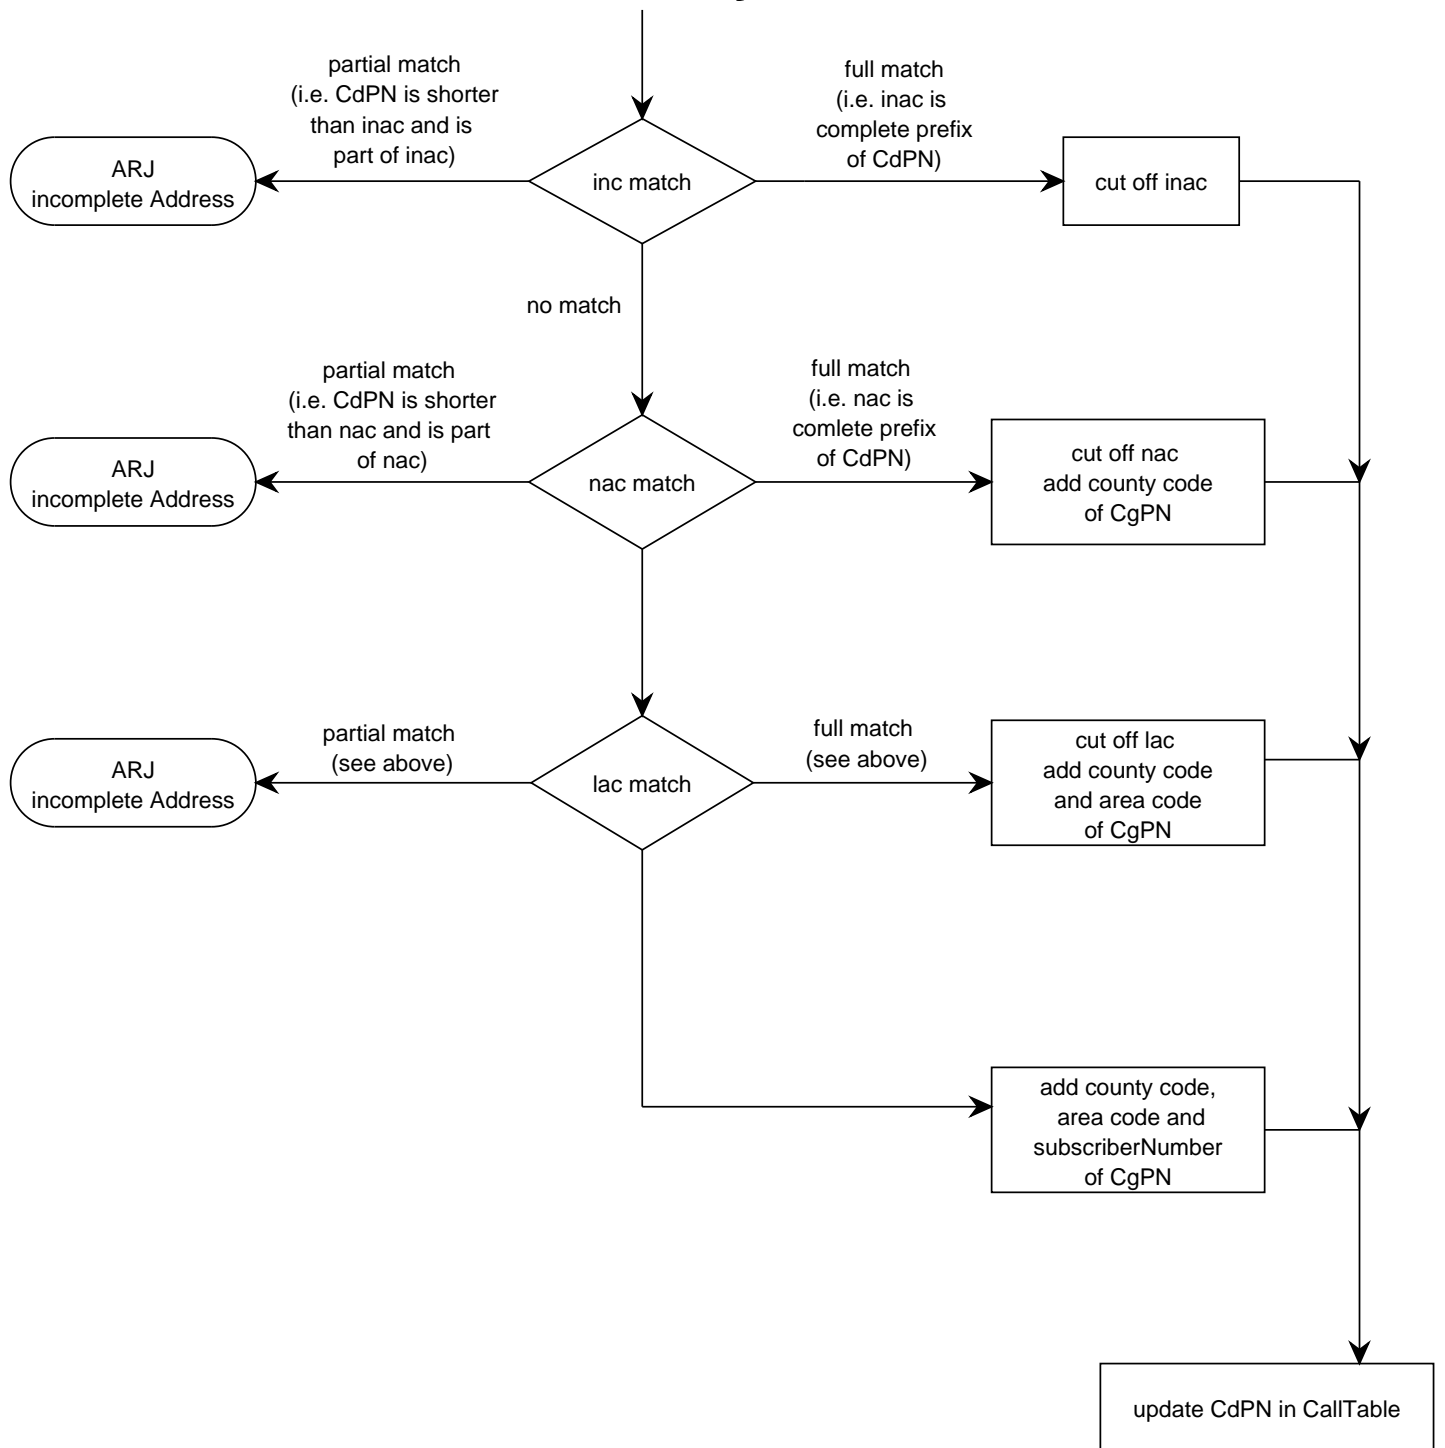 partial match
(i.e. CdPN is shorter
than inac and is
part of inac)
full match
(i.e. inac is
complete prefix
of CdPN)
ARJ
incomplete Address
inc match
cut off inac
no match
partial match
(i.e. CdPN is shorter
than nac and is part
of nac)
full match
(i.e. nac is
comlete prefix
of CdPN)
ARJ
incomplete Address
nac match
cut off nac
add county code
of CgPN
partial match
(see above)
full match
(see above)
ARJ
incomplete Address
lac match
cut off lac
add county code
and area code
of CgPN
add county code,
area code and
subscriberNumber
of CgPN
update CdPN in CallTable